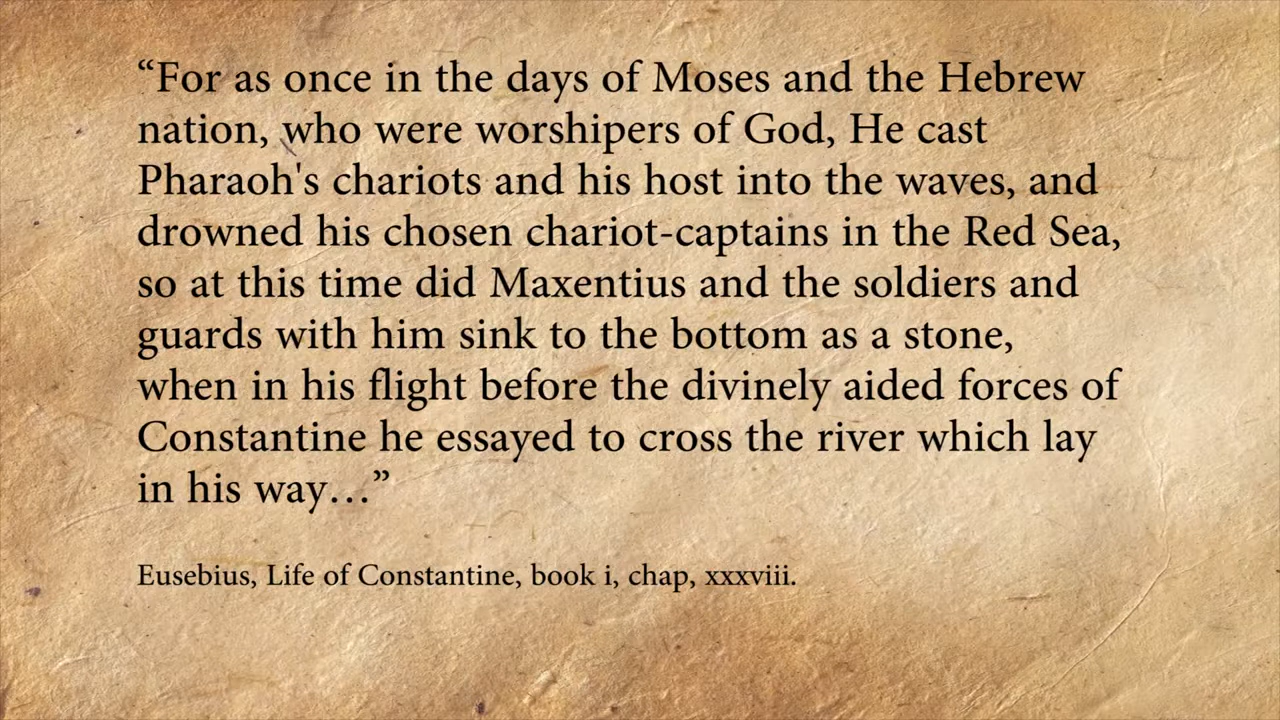 “For as once in the days of Moses and the Hebrew
nation, who were worshipers of God, He cast
Pharaoh's chariots and his host into the waves, and
drowned his chosen chariot-captains in the Red Sea,
so at this time did Maxentius and the soldiers and
guards with him sink to the bottom as a stone,
when in his flight before the divinely aided forces of
Constantine he essayed to cross the river which lay
in his way…”
Eusebius, Life of Constantine, book i, chap, xxxviii.